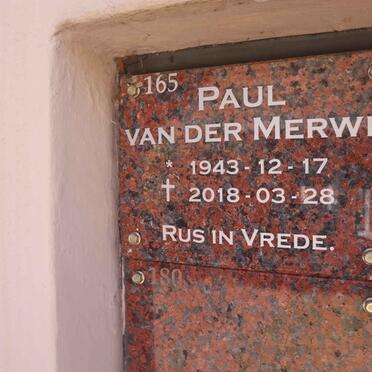 165
PAUL
VAN DER MERWE
* 1943-12-17
† 2018-03-28
RUS IN VREDE.
180